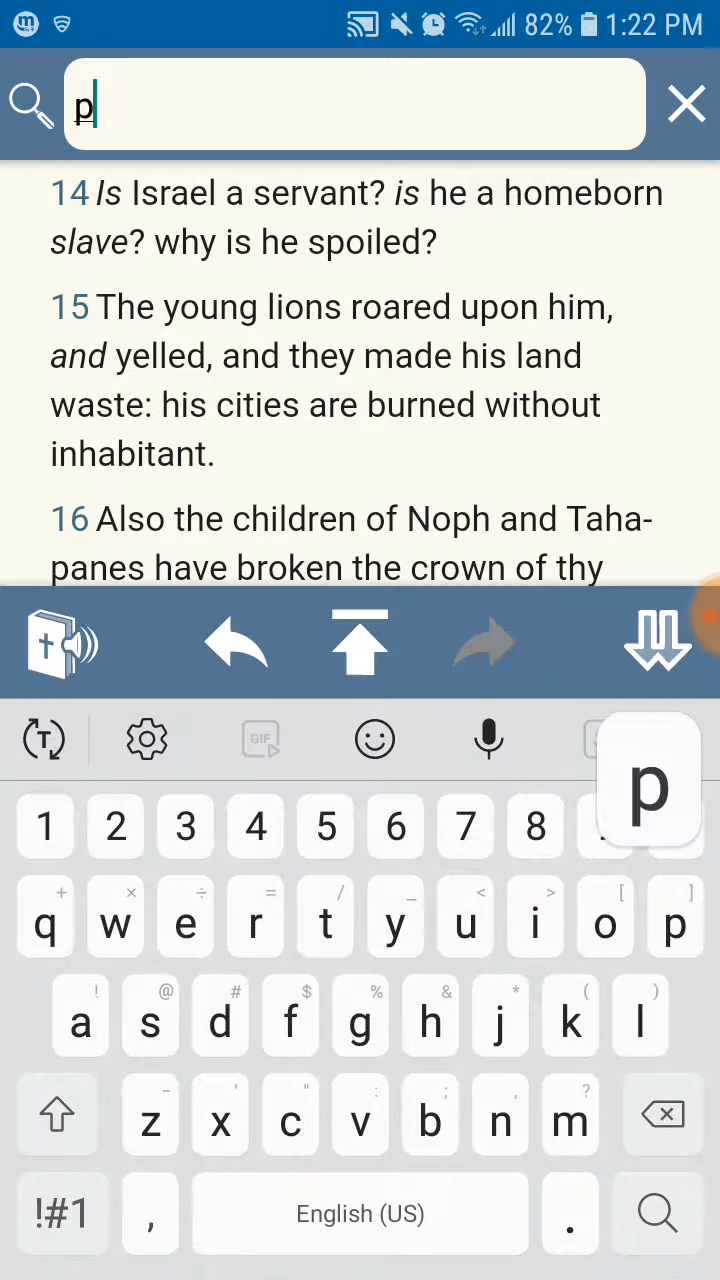 82% 1:22 PM
p
14 Is Israel a servant? is he a homeborn
slave? why is he spoiled?
15 The young lions roared upon him,
and yelled, and they made his land
waste: his cities are burned without
inhabitant.
16 Also the children of Noph and Taha-
panes have broken the crown of thy
T GIF
p
1 2 3 4 5 6 7 8
+ × ÷ = / _ < > [ ]
q w e r t y u i o p
! @ # $ % & * ( )
a s d f g h j k l
- ' " : ; , ?
z x c v b n m
!#1 , English (US) .